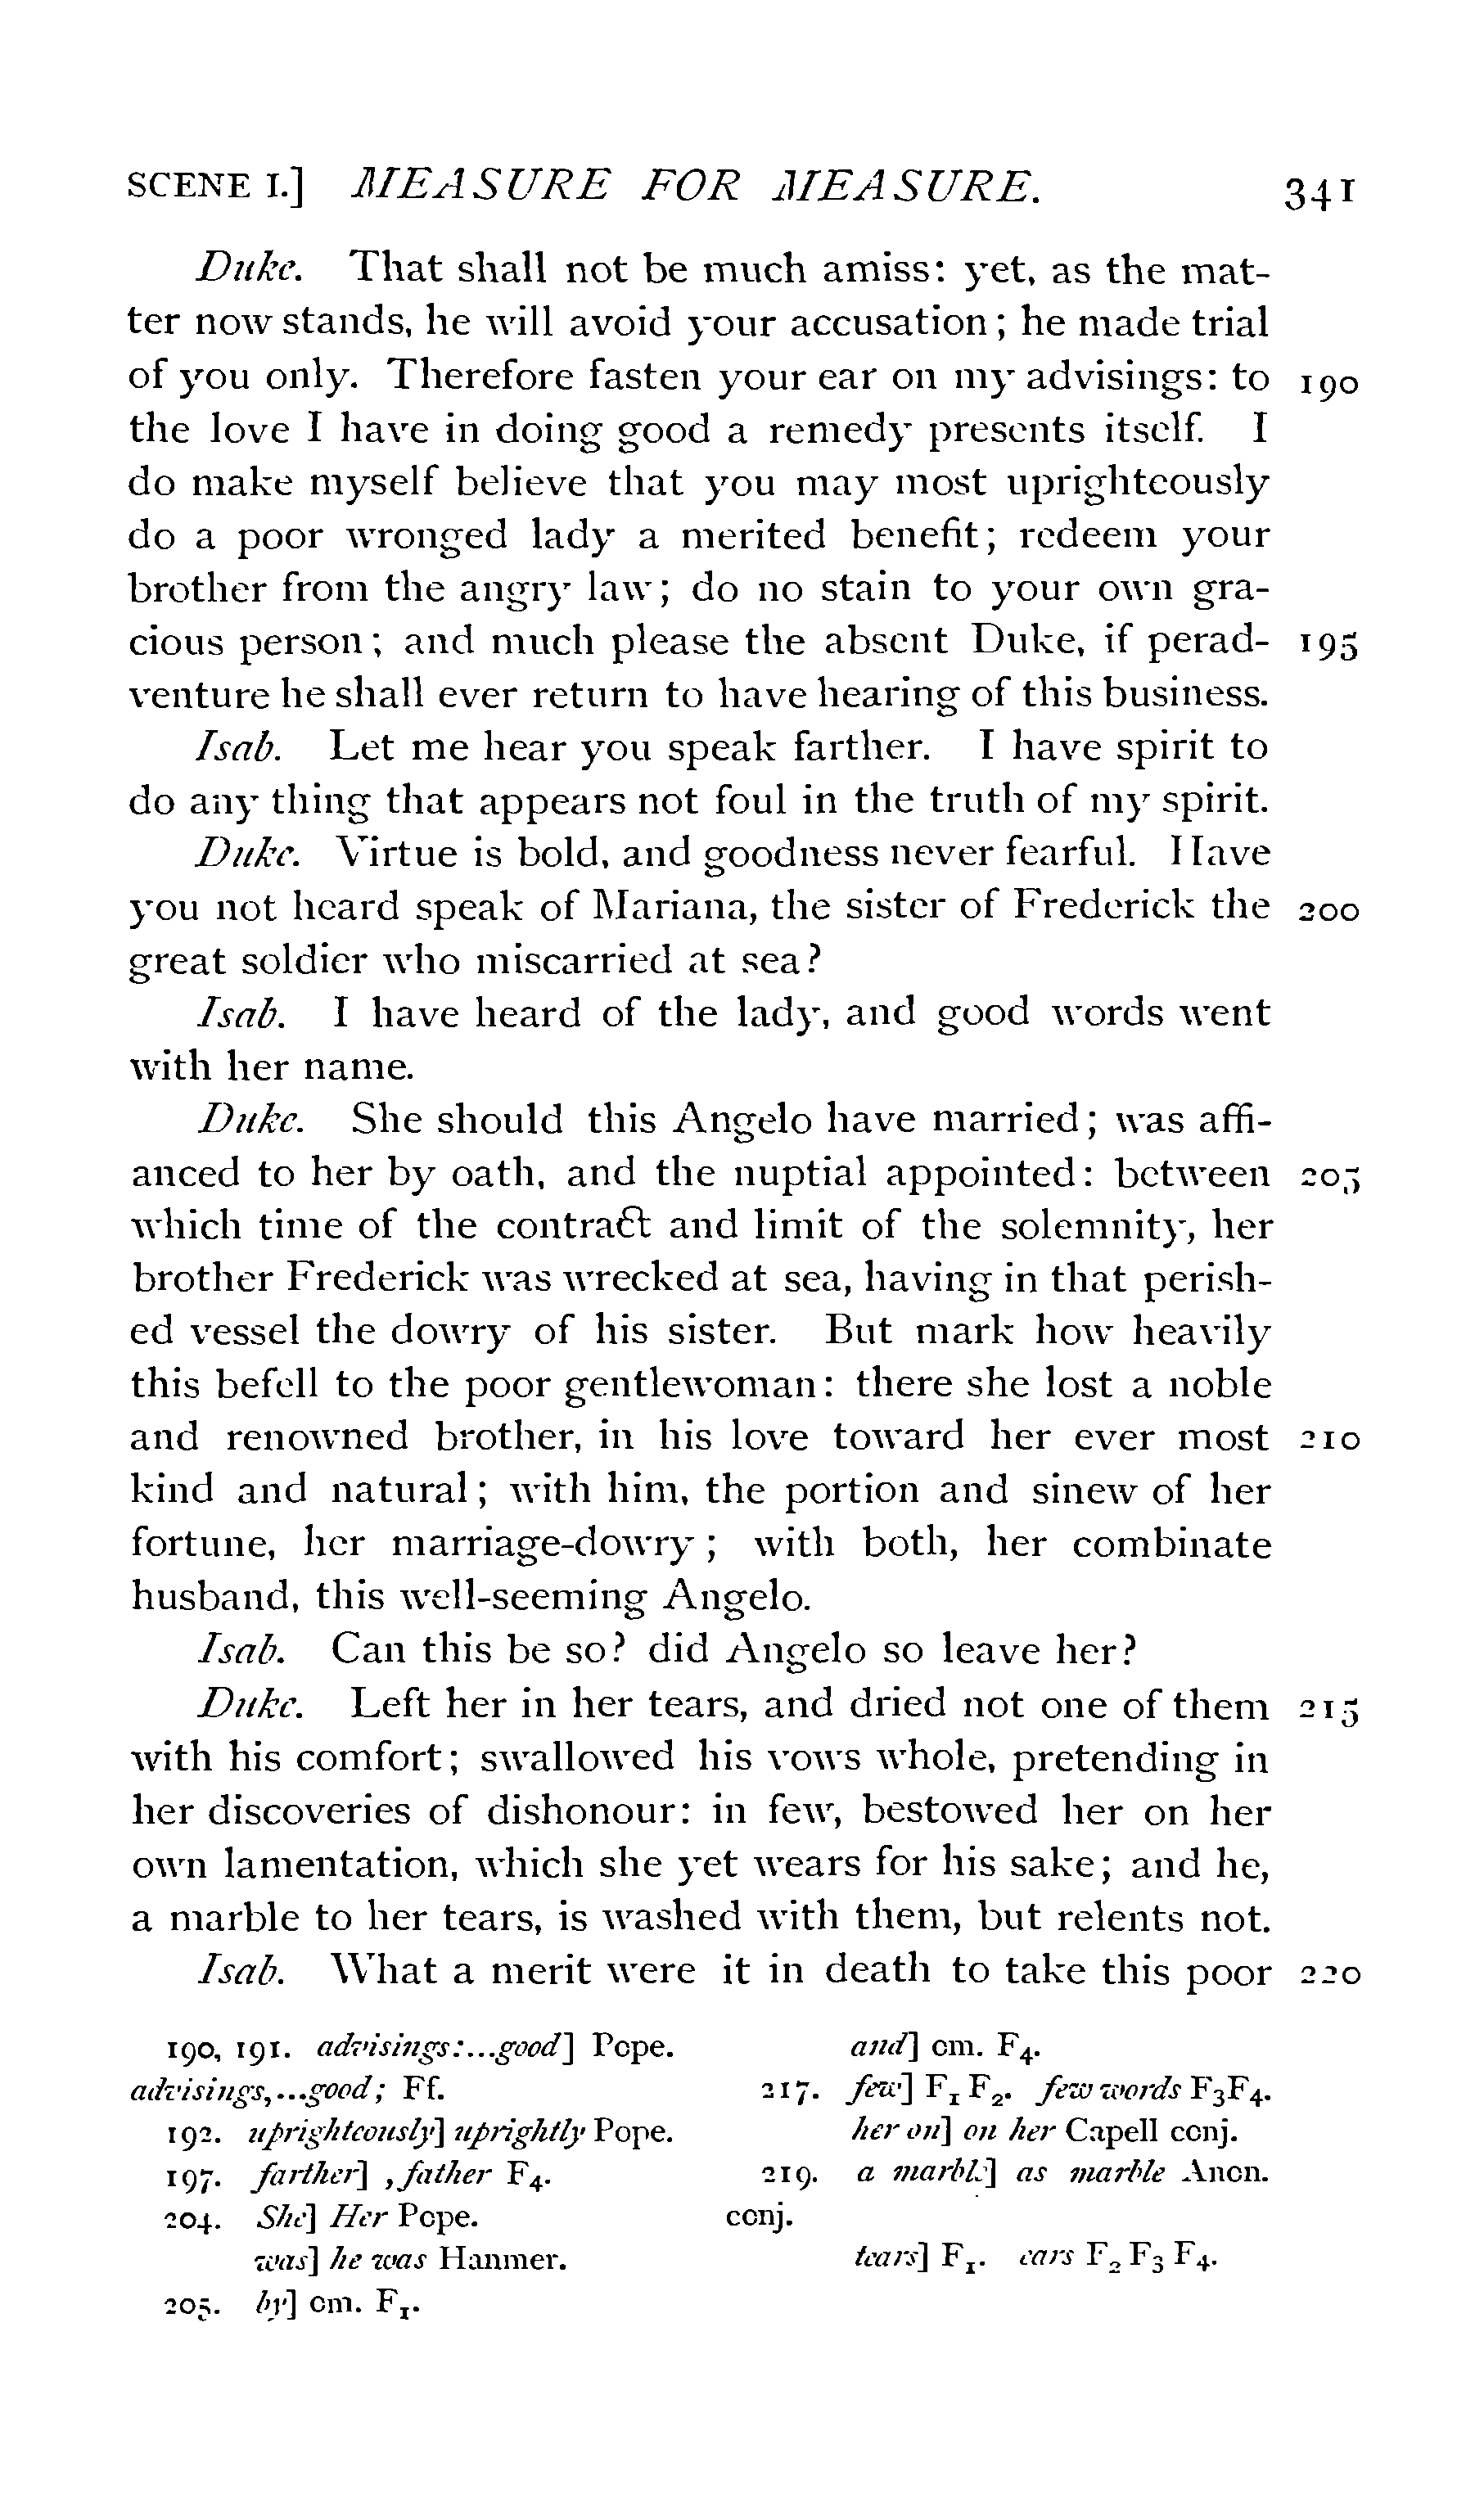 SCENE I.] MEASURE FOR MEASURE. 341
Duke. That shall not be much amiss: yet, as the mat-
ter now stands, he will avoid your accusation; he made trial
of you only. Therefore fasten your ear on my advisings: to 190
the love I have in doing good a remedy presents itself. I
do make myself believe that you may most uprighteously
do a poor wronged lady a merited benefit; redeem your
brother from the angry law; do no stain to your own gra-
cious person; and much please the absent Duke, if perad- 195
venture he shall ever return to have hearing of this business.
Isab. Let me hear you speak farther. I have spirit to
do any thing that appears not foul in the truth of my spirit.
Duke. Virtue is bold, and goodness never fearful. Have
you not heard speak of Mariana, the sister of Frederick the 200
great soldier who miscarried at sea?
Isab. I have heard of the lady, and good words went
with her name.
Duke. She should this Angelo have married; was affi-
anced to her by oath, and the nuptial appointed: between 205
which time of the contract and limit of the solemnity, her
brother Frederick was wrecked at sea, having in that perish-
ed vessel the dowry of his sister. But mark how heavily
this befell to the poor gentlewoman: there she lost a noble
and renowned brother, in his love toward her ever most 210
kind and natural; with him, the portion and sinew of her
fortune, her marriage-dowry; with both, her combinate
husband, this well-seeming Angelo.
Isab. Can this be so? did Angelo so leave her?
Duke. Left her in her tears, and dried not one of them 215
with his comfort; swallowed his vows whole, pretending in
her discoveries of dishonour: in few, bestowed her on her
own lamentation, which she yet wears for his sake; and he,
a marble to her tears, is washed with them, but relents not.
Isab. What a merit were it in death to take this poor 220
190, 191. advisings:...good] Pope.
advisings,...good; Ff.
192. uprighteously] uprightly Pope.
197. farther] , father F4.
204. She] Her Pope.
was] he was Hanmer.
205. by] om. F1.
and] om. F4.
217. few] F1 F2. few words F3F4.
her on] on her Capell conj.
219. a marble] as marble Anon.
conj.
tears] F1. ears F2 F3 F4.